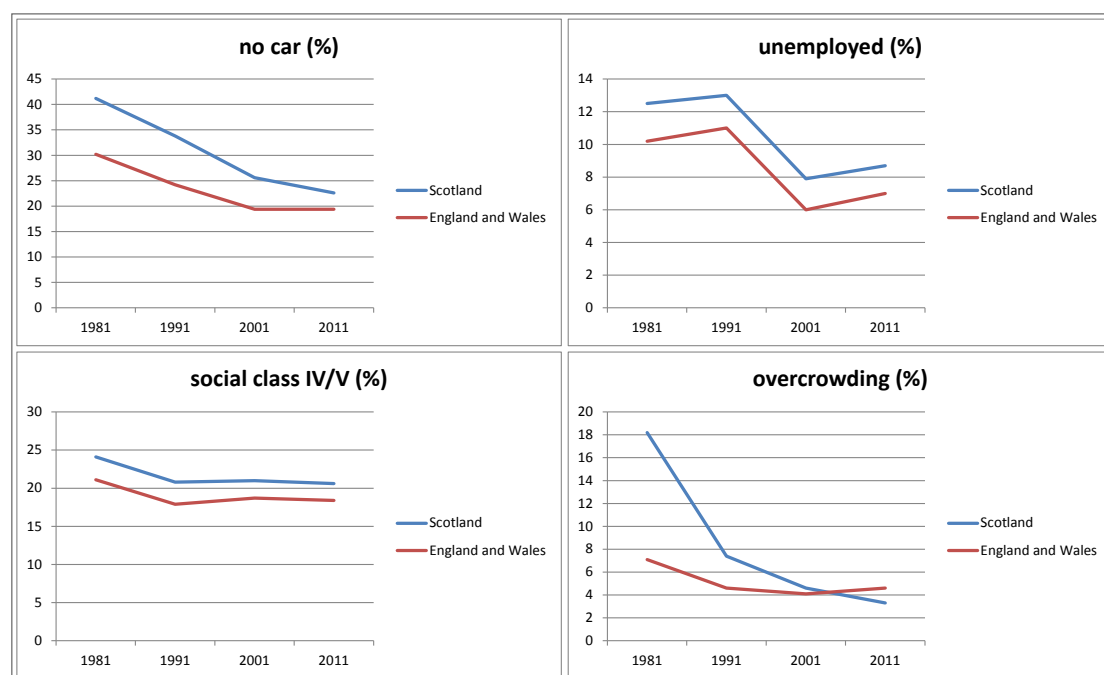 no car (%)
45
40
35
30
25
20
15
10
5
0
1981 1991 2001 2011
Scotland
England and Wales
unemployed (%)
14
12
10
8
6
4
2
0
1981 1991 2001 2011
Scotland
England and Wales
social class IV/V (%)
30
25
20
15
10
5
0
1981 1991 2001 2011
Scotland
England and Wales
overcrowding (%)
20
18
16
14
12
10
8
6
4
2
0
1981 1991 2001 2011
Scotland
England and Wales